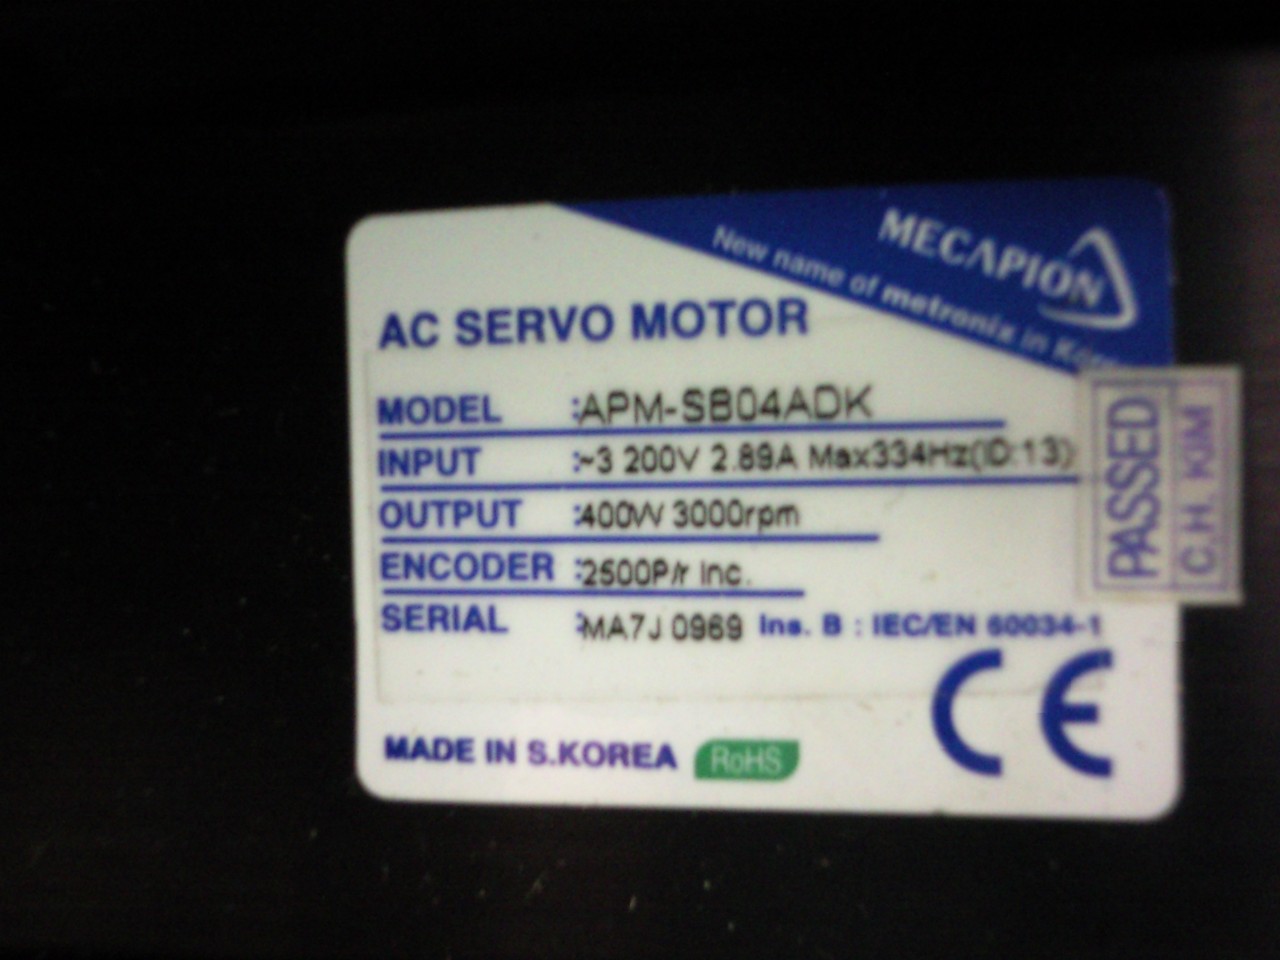 MECAPION
New name of metronix in Korea
AC SERVO MOTOR
MODEL :APM-SB04ADK
INPUT :~3 200V 2.89A Max334Hz(ID:13)
OUTPUT :400W 3000rpm
ENCODER :2500P/r Inc.
SERIAL :MA7J 0969 Ins. B : IEC/EN 60034-1
PASSED
C.H. KIM
CE
MADE IN S.KOREA RoHS